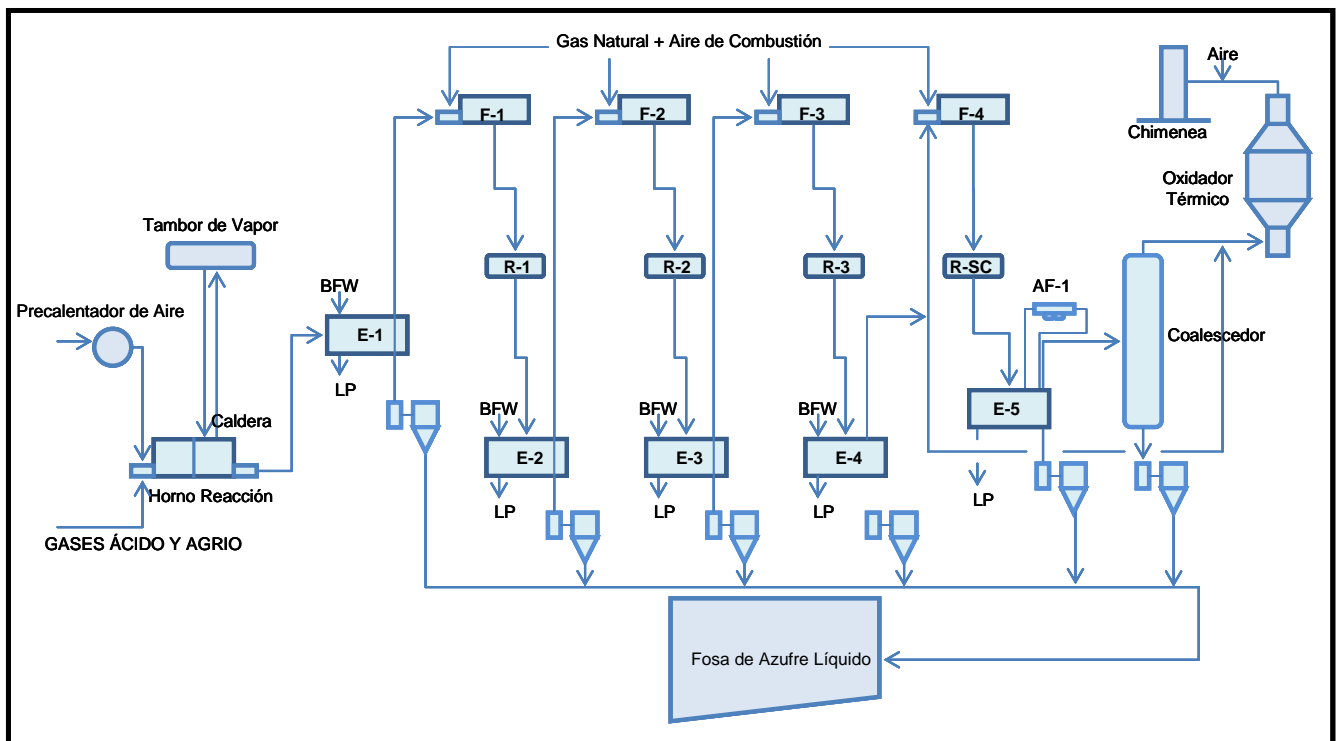 Gas Natural + Aire de Combustión
Aire
F-1
F-2
F-3
F-4
Chimenea
Oxidador
Térmico
Tambor de Vapor
R-1
R-2
R-3
R-SC
BFW
AF-1
Precalentador de Aire
E-1
Coalescedor
LP
Caldera
BFW
BFW
BFW
E-5
E-2
E-3
E-4
Horno Reacción
LP
LP
LP
LP
GASES ÁCIDO Y AGRIO
Fosa de Azufre Líquido